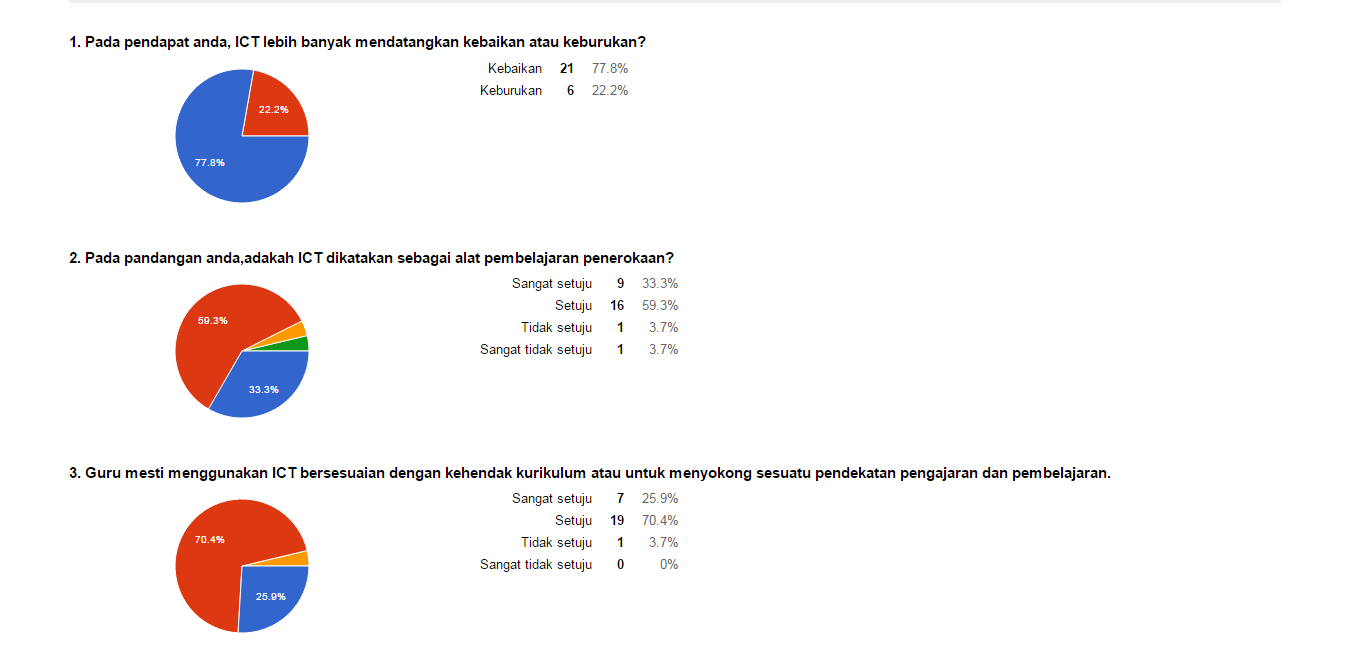 1. Pada pendapat anda, ICT lebih banyak mendatangkan kebaikan atau keburukan?
Kebaikan 21 77.8%
Keburukan 6 22.2%
22.2%
77.8%
2. Pada pandangan anda,adakah ICT dikatakan sebagai alat pembelajaran penerokaan?
Sangat setuju 9 33.3%
Setuju 16 59.3%
Tidak setuju 1 3.7%
Sangat tidak setuju 1 3.7%
59.3%
33.3%
3. Guru mesti menggunakan ICT bersesuaian dengan kehendak kurikulum atau untuk menyokong sesuatu pendekatan pengajaran dan pembelajaran.
Sangat setuju 7 25.9%
Setuju 19 70.4%
Tidak setuju 1 3.7%
Sangat tidak setuju 0 0%
70.4%
25.9%